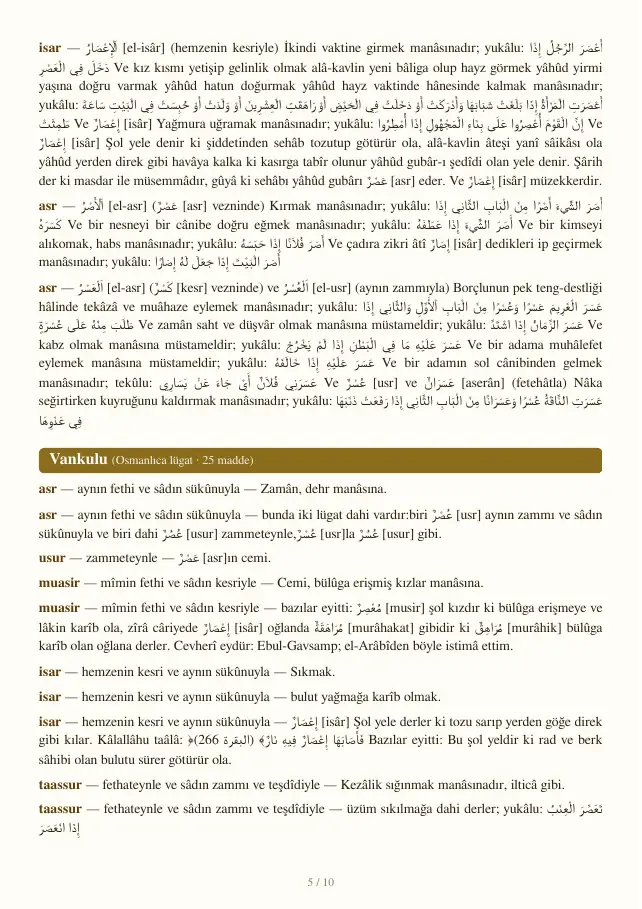 isar — اَلْإِعْصَارُ [el-isâr] (hemzenin kesriyle) İkindi vaktine girmek manâsınadır; yukâlu: أَعْصَرَ الرَّجُلُ إِذَا
دَخَلَ فِي الْعَصْرِ Ve kız kısmı yetişip gelinlik olmak alâ-kavlin yeni bâliga olup hayz görmek yâhûd yirmi
yaşına doğru varmak yâhûd hatun doğurmak yâhûd hayz vaktinde hânesinde kalmak manâsınadır;
yukâlu: أَعْصَرَتِ الْمَرْأَةُ إِذَا بَلَغَتْ شَبَابَهَا وَأَدْرَكَتْ أَوْ دَخَلَتْ فِي الْحَيْضِ أَوْ رَاهَقَتِ الْعِشْرِينَ أَوْ وَلَدَتْ أَوْ حُبِسَتْ فِي الْبَيْتِ سَاعَةَ
طَمِثَتْ Ve إِعْصَارٌ [isâr] Yağmura uğramak manâsınadır; yukâlu: إِنَّ الْقَوْمَ أُعْصِرُوا عَلَى بِنَاءِ الْمَجْهُولِ إِذَا أُمْطِرُوا Ve
إِعْصَارٌ [isâr] Şol yele denir ki şiddetinden sehâb tozutup götürür ola, alâ-kavlin âteşi yanî sâikası ola
yâhûd yerden direk gibi havâya kalka ki kasırga tabîr olunur yâhûd gubâr-ı şedîdi olan yele denir. Şârih
der ki masdar ile müsemmâdır, gûyâ ki sehâbı yâhûd gubârı عَصْرٌ [asr] eder. Ve إِعْصَارٌ [isâr] müzekkerdir.
asr — اَلْأَصْرُ [el-asr] (عَصْرٌ [asr] vezninde) Kırmak manâsınadır; yukâlu: أَصَرَ الشَّيْءَ أَصْرًا مِنَ الْبَابِ الثَّانِي إِذَا
كَسَرَهُ Ve bir nesneyi bir cânibe doğru eğmek manâsınadır; yukâlu: أَصَرَ الشَّيْءَ إِذَا عَطَفَهُ Ve bir kimseyi
alıkomak, habs manâsınadır; yukâlu: أَصَرَ فُلَانًا إِذَا حَبَسَهُ Ve çadıra zikri âtî إِصَارٌ [isâr] dedikleri ip geçirmek
manâsınadır; yukâlu: أَصَرَ الْبَيْتَ إِذَا جَعَلَ لَهُ إِصَارًا
asr — اَلْعَسْرُ [el-asr] (كَسْرٌ [kesr] vezninde) ve اَلْعُسْرُ [el-usr] (aynın zammıyla) Borçlunun pek teng-destliği
hâlinde tekâzâ ve muâhaze eylemek manâsınadır; yukâlu: عَسَرَ الْغَرِيمَ عَسْرًا وَعُسْرًا مِنَ الْبَابِ الْأَوَّلِ وَالثَّانِي إِذَا
طَلَبَ مِنْهُ عَلَى عُسْرَةٍ Ve zamân saht ve düşvâr olmak manâsına müstameldir; yukâlu: عَسَرَ الزَّمَانُ إِذَا اشْتَدَّ Ve
kabz olmak manâsına müstameldir; yukâlu: عَسَرَ عَلَيْهِ مَا فِي الْبَطْنِ إِذَا لَمْ يَخْرُجْ Ve bir adama muhâlefet
eylemek manâsına müstameldir; yukâlu: عَسَرَ عَلَيْهِ إِذَا خَالَفَهُ Ve bir adamın sol cânibinden gelmek
manâsınadır; tekûlu: عَسَرَنِي فُلَانٌ أَيْ جَاءَ عَنْ يَسَارِي Ve عُسْرٌ [usr] ve عَسَرَانٌ [aserân] (fetehâtla) Nâka
seğirtirken kuyruğunu kaldırmak manâsınadır; yukâlu: عَسَرَتِ النَّاقَةُ عُسْرًا وَعَسَرَانًا مِنَ الْبَابِ الثَّانِي إِذَا رَفَعَتْ ذَنَبَهَا
فِي عَدْوِهَا
Vankulu (Osmanlıca lügat · 25 madde)
asr — aynın fethi ve sâdın sükûnuyla — Zamân, dehr manâsına.
asr — aynın fethi ve sâdın sükûnuyla — bunda iki lügat dahi vardır:biri عُصْرٌ [usr] aynın zammı ve sâdın
sükûnuyla ve biri dahi عُصُرٌ [usur] zammeteynle,عُسْرٌ [usr]la عُسُرٌ [usur] gibi.
usur — zammeteynle — عَصْرٌ [asr]ın cemi.
muasir — mîmin fethi ve sâdın kesriyle — Cemi, bülûga erişmiş kızlar manâsına.
muasir — mîmin fethi ve sâdın kesriyle — bazılar eyitti: مُعْصِرٌ [musir] şol kızdır ki bülûga erişmeye ve
lâkin karîb ola, zîrâ câriyede إِعْصَارٌ [isâr] oğlanda مُرَاهَقَةٌ [murâhakat] gibidir ki مُرَاهِقٌ [murâhik] bülûga
karîb olan oğlana derler. Cevherî eydür: Ebul-Gavsamp; el-Arâbîden böyle istimâ ettim.
isar — hemzenin kesri ve aynın sükûnuyla — Sıkmak.
isar — hemzenin kesri ve aynın sükûnuyla — bulut yağmağa karîb olmak.
isar — hemzenin kesri ve aynın sükûnuyla — إِعْصَارٌ [isâr] Şol yele derler ki tozu sarıp yerden göğe direk
gibi kılar. Kâlallâhu taâlâ: ﴿فَأَصَابَهَا إِعْصَارٌ فِيهِ نَارٌ﴾ (البقرة 266) Bazılar eyitti: Bu şol yeldir ki rad ve berk
sâhibi olan bulutu sürer götürür ola.
taassur — fethateynle ve sâdın zammı ve teşdîdiyle — Kezâlik sığınmak manâsınadır, ilticâ gibi.
taassur — fethateynle ve sâdın zammı ve teşdîdiyle — üzüm sıkılmağa dahi derler; yukâlu: تَعَصَّرَ الْعِنَبُ
إِذَا انْعَصَرَ
5 / 10